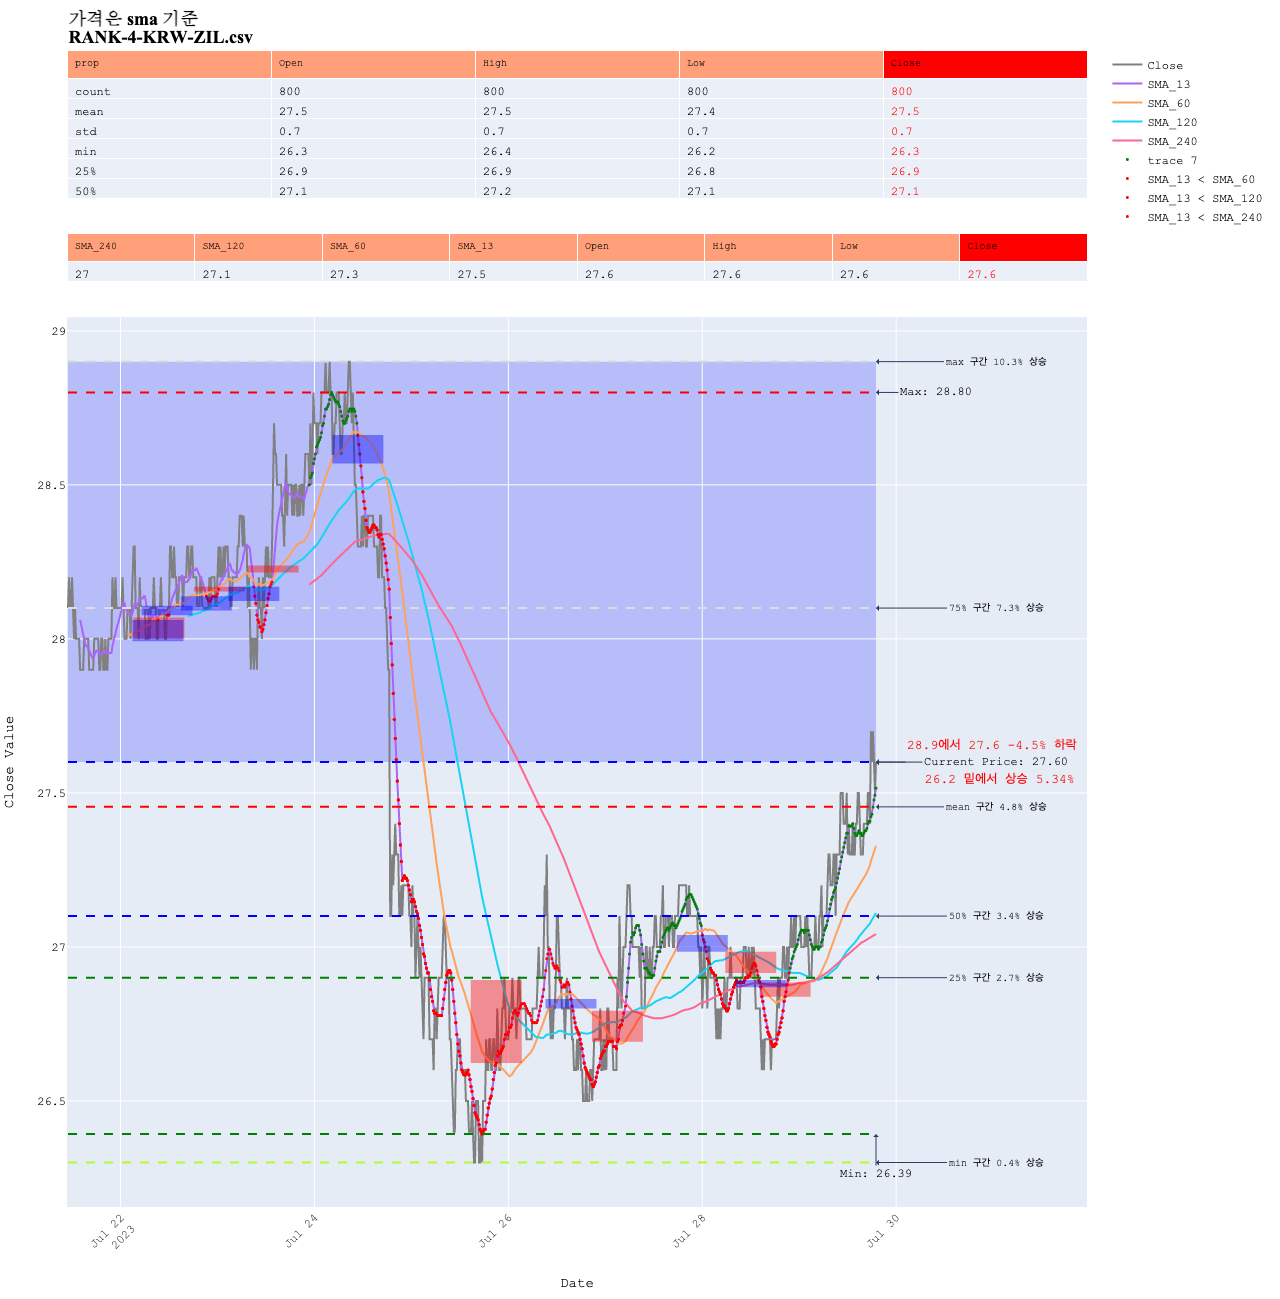 가격은 sma 기준
RANK-4-KRW-ZIL.csv
prop Open High Low Close
count 800 800 800 800
mean 27.5 27.5 27.4 27.5
std 0.7 0.7 0.7 0.7
min 26.3 26.4 26.2 26.3
25% 26.9 26.9 26.8 26.9
50% 27.1 27.2 27.1 27.1
Close
SMA_13
SMA_60
SMA_120
SMA_240
trace 7
SMA_13 < SMA_60
SMA_13 < SMA_120
SMA_13 < SMA_240
SMA_240 SMA_120 SMA_60 SMA_13 Open High Low Close
27 27.1 27.3 27.5 27.6 27.6 27.6 27.6
29
28.5
28
27.5
27
26.5
Close Value
max 구간 10.3% 상승
Max: 28.80
75% 구간 7.3% 상승
28.9에서 27.6 -4.5% 하락
Current Price: 27.60
26.2 밑에서 상승 5.34%
mean 구간 4.8% 상승
50% 구간 3.4% 상승
25% 구간 2.7% 상승
min 구간 0.4% 상승
Min: 26.39
Jul 22
2023
Jul 24
Jul 26
Jul 28
Jul 30
Date